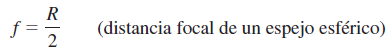 f = R/2 (distancia focal de un espejo esférico)